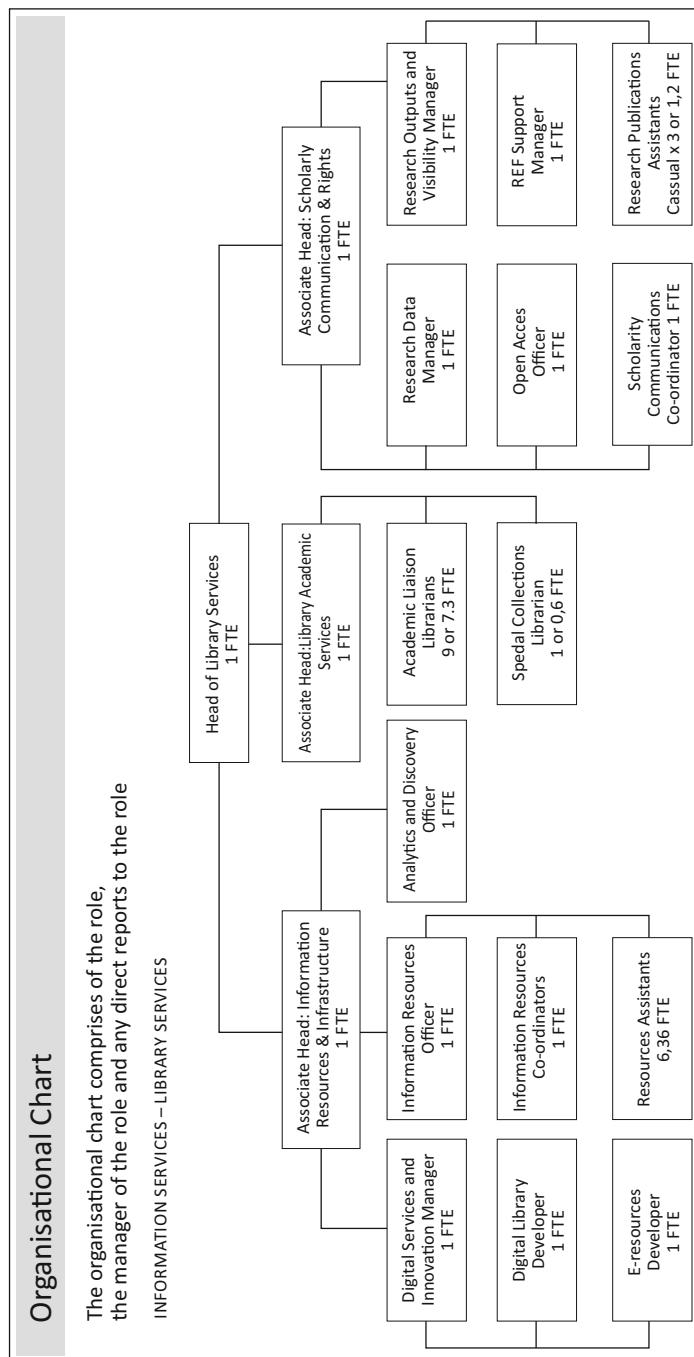 Organisational Chart
The organisational chart comprises of the role,
the manager of the role and any direct reports to the role
INFORMATION SERVICES – LIBRARY SERVICES
Head of Library Services
1 FTE
Associate Head: Information
Resources & Infrastructure
1 FTE
Associate Head:Library Academic
Services
1 FTE
Associate Head: Scholarly
Communication & Rights
1 FTE
Digital Services and
Innovation Manager
1 FTE
Information Resources
Officer
1 FTE
Analytics and Discovery
Officer
1 FTE
Academic Liaison
Librarians
9 or 7.3 FTE
Research Data
Manager
1 FTE
Research Outputs and
Visibility Manager
1 FTE
Digital Library
Developer
1 FTE
Information Resources
Co-ordinators
1 FTE
Spedal Collections
Librarian
1 or 0,6 FTE
Open Acces
Officer
1 FTE
REF Support
Manager
1 FTE
E-resources
Developer
1 FTE
Resources Assistants
6,36 FTE
Scholarity
Communications
Co-ordinator 1 FTE
Research Publications
Assistants
Cassual x 3 or 1,2 FTE